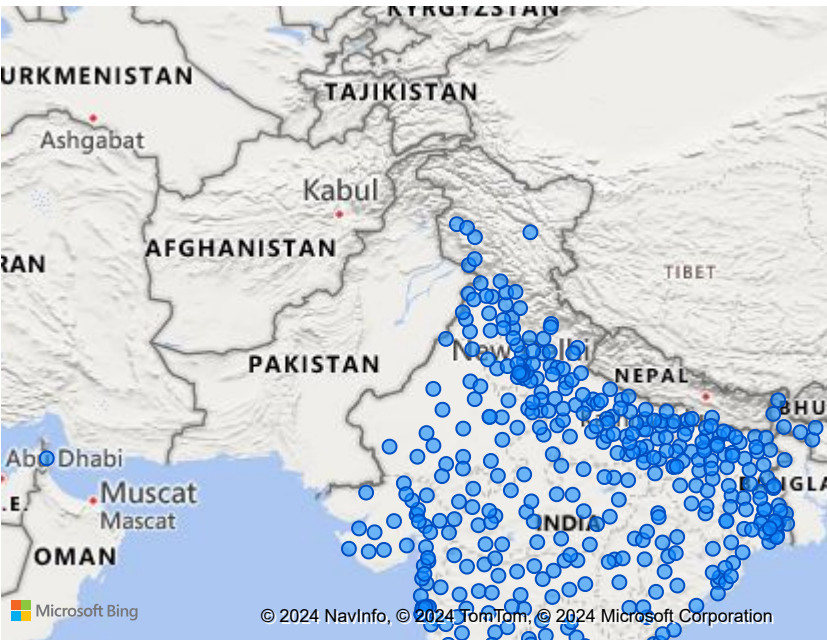 KYRGYZSTAN
URKMENISTAN
TAJIKISTAN
Ashgabat
Kabul
AFGHANISTAN
RAN
TIBET
New Delhi
PAKISTAN
NEPAL
BHU
Abu Dhabi
Muscat
Mascat
.E.
BANGLA
INDIA
OMAN
Microsoft Bing
© 2024 NavInfo, © 2024 TomTom, © 2024 Microsoft Corporation